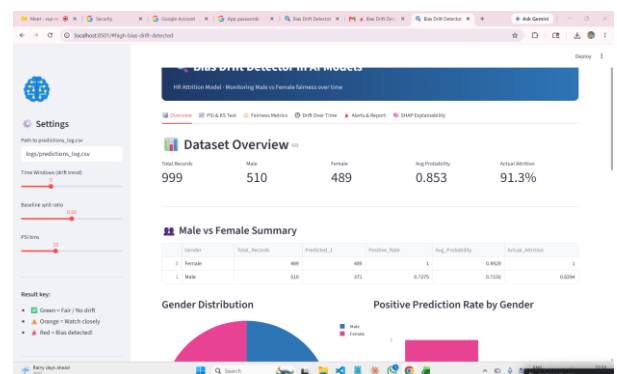 Meet - app
Security
Google Account
App passwords
Bias Drift Detector
Bias Drift De
Bias Drift Detector
Ask Gemini
localhost:8501/#high-bias-drift-detected
Deploy
Bias Drift Detector in AI Models
HR Attrition Model - Monitoring Male vs Female fairness over time
Settings
Path to predictions_log.csv
logs/predictions_log.csv
Time Windows (drift trend)
Baseline split ratio
0.50
PSI bins
10
Result key:
Green = Fair / No drift
Orange = Watch closely
Red = Bias detected!
Overview
PSI & KS Test
Fairness Metrics
Drift Over Time
Alerts & Report
SHAP Explainability
Dataset Overview
Total Records Male Female Avg Probability Actual Attrition
999 510 489 0.853 91.3%
Male vs Female Summary
Gender Total_Records Predicted_1 Positive_Rate Avg_Probability Actual_Attrition
0 Female 489 489 1 0.9929 1
1 Male 510 371 0.7275 0.7192 0.8294
Gender Distribution
Male
Female
Positive Prediction Rate by Gender
Rainy days ahead
Search